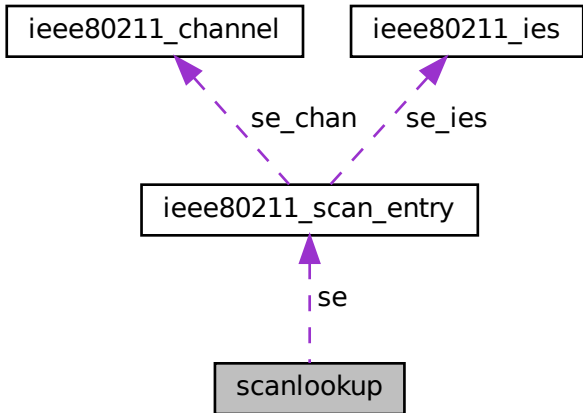 ieee80211_channel
ieee80211_ies
se_chan
se_ies
ieee80211_scan_entry
se
scanlookup